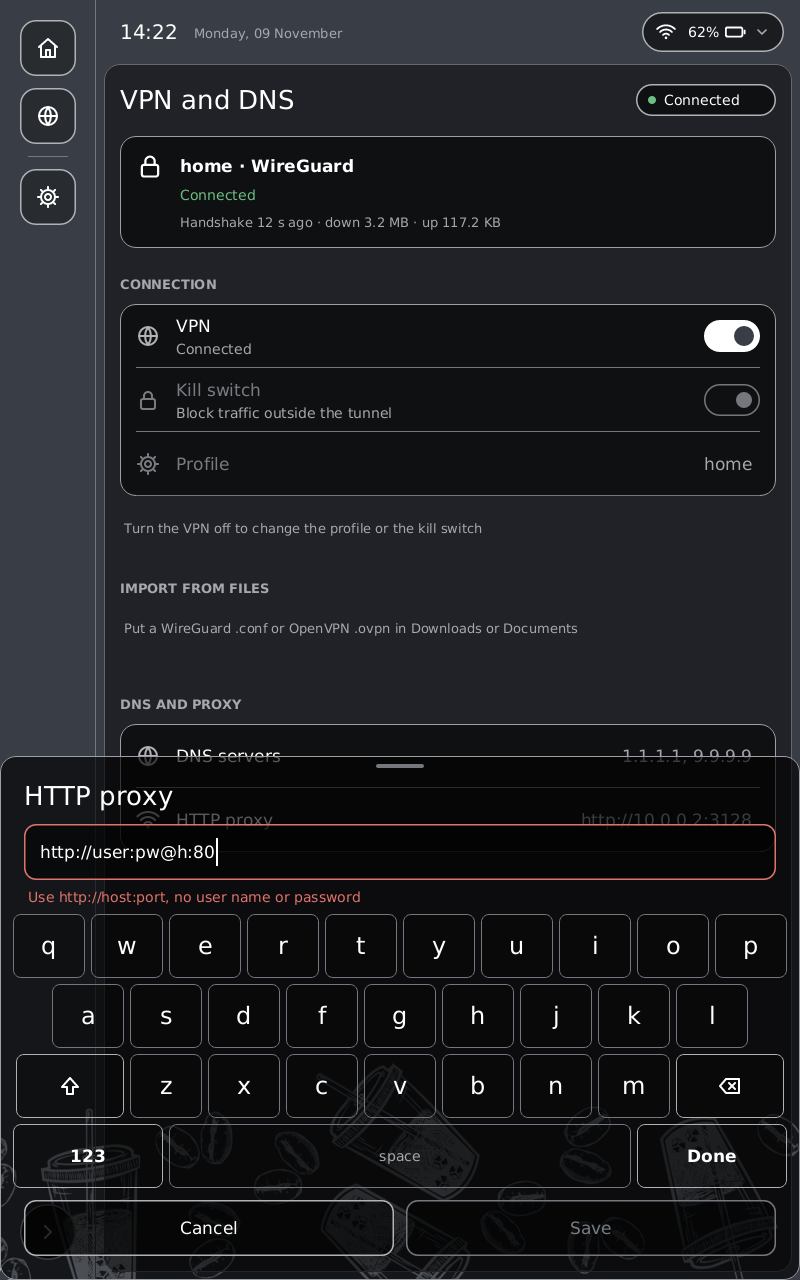 14:22 Monday, 09 November 62%
VPN and DNS Connected
home · WireGuard
Connected
Handshake 12 s ago · down 3.2 MB · up 117.2 KB
CONNECTION
VPN
Connected
Kill switch
Block traffic outside the tunnel
Profile home
Turn the VPN off to change the profile or the kill switch
IMPORT FROM FILES
Put a WireGuard .conf or OpenVPN .ovpn in Downloads or Documents
DNS AND PROXY
DNS servers 1.1.1.1, 9.9.9.9
HTTP proxy
HTTP proxy http://10.0.0.2:3128
http://user:pw@h:80
Use http://host:port, no user name or password
q w e r t y u i o p
a s d f g h j k l
z x c v b n m
123 space Done
Cancel Save